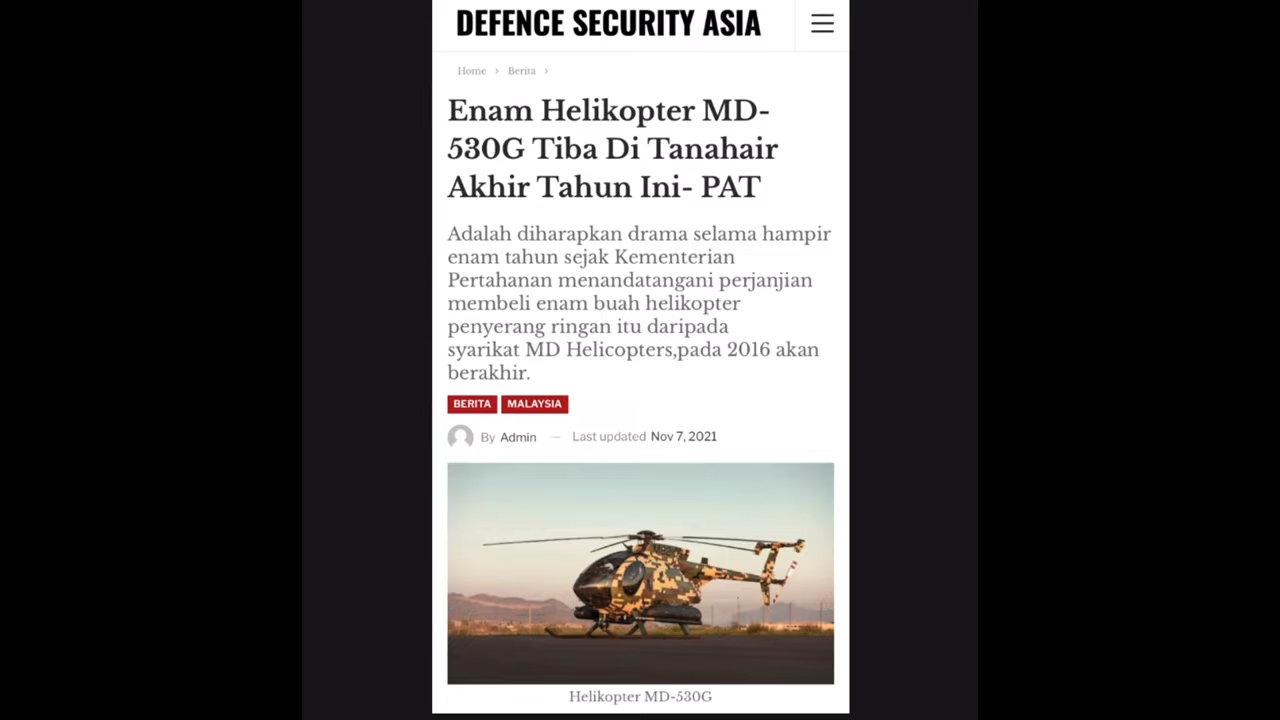 DEFENCE SECURITY ASIA
Home > Berita >
Enam Helikopter MD-
530G Tiba Di Tanahair
Akhir Tahun Ini- PAT
Adalah diharapkan drama selama hampir
enam tahun sejak Kementerian
Pertahanan menandatangani perjanjian
membeli enam buah helikopter
penyerang ringan itu daripada
syarikat MD Helicopters,pada 2016 akan
berakhir.
BERITA MALAYSIA
By Admin — Last updated Nov 7, 2021
Helikopter MD-530G